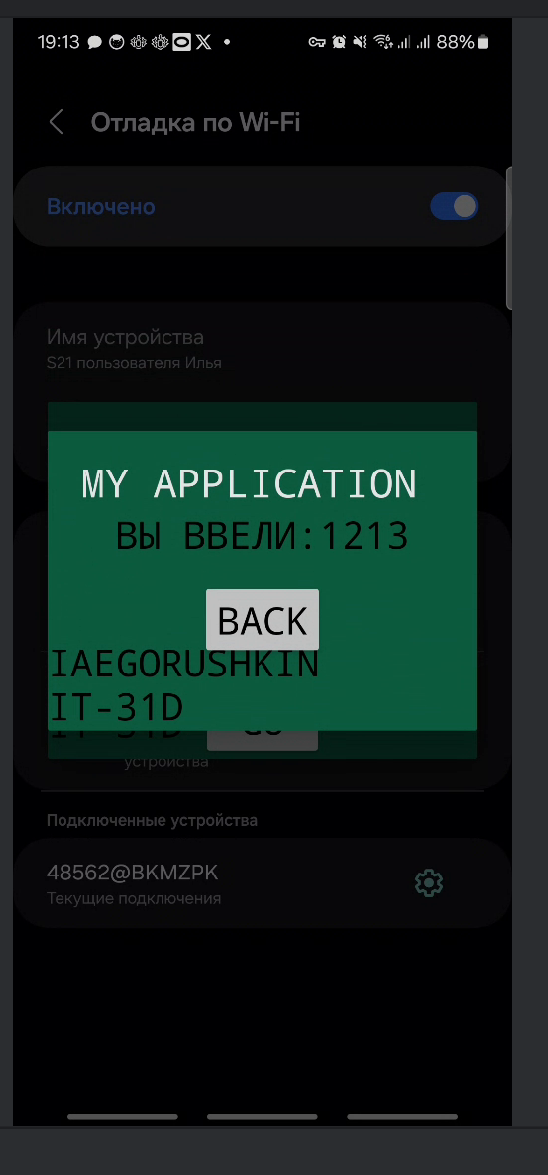 19:13 88%
Отладка по Wi-Fi
Включено
Имя устройства
S21 пользователя Илья
MY APPLICATION
ВЫ ВВЕЛИ:1213
BACK
IAEGORUSHKIN
IT-31D
IT-31D GO
устройства
Подключенные устройства
48562@BKMZPK
Текущие подключения